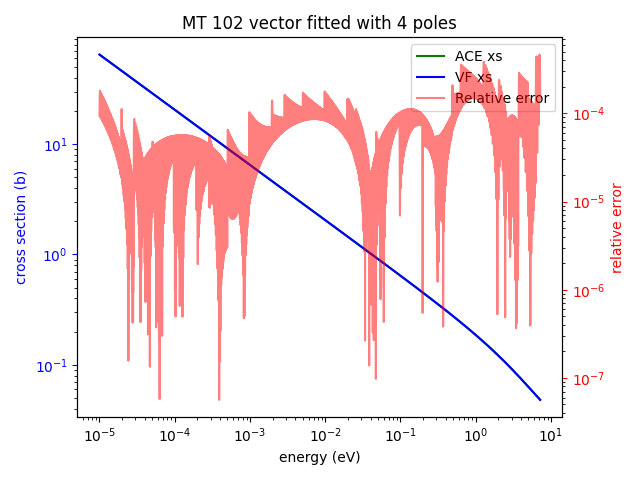 MT 102 vector fitted with 4 poles
ACE xs
VF xs
Relative error
cross section (b)
10¹
10⁰
10⁻¹
10⁻⁴
10⁻⁵
10⁻⁶
10⁻⁷
relative error
10⁻⁵
10⁻⁴
10⁻³
10⁻²
10⁻¹
10⁰
10¹
energy (eV)